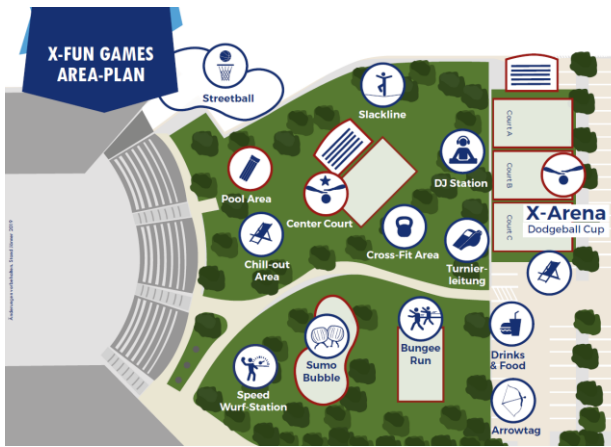 X-FUN GAMES
AREA-PLAN
Streetball
Slackline
Court A
Pool Area
DJ Station
Court B
Center Court
X-Arena
Dodgeball Cup
Court C
Chill-out
Area
Cross-Fit Area
Turnier-
leitung
Sumo
Bubble
Bungee
Run
Drinks
& Food
Speed
Wurf-Station
Arrowtag